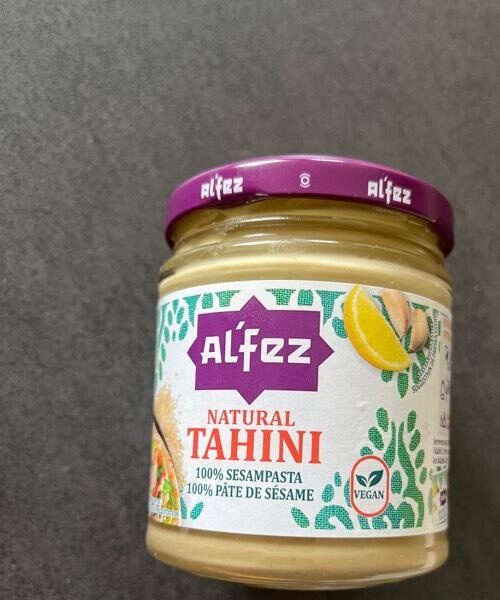 Al'fez
Al'fez
Al'fez
NATURAL
TAHINI
100% SESAMPASTA
100% PÂTE DE SÉSAME
VEGAN